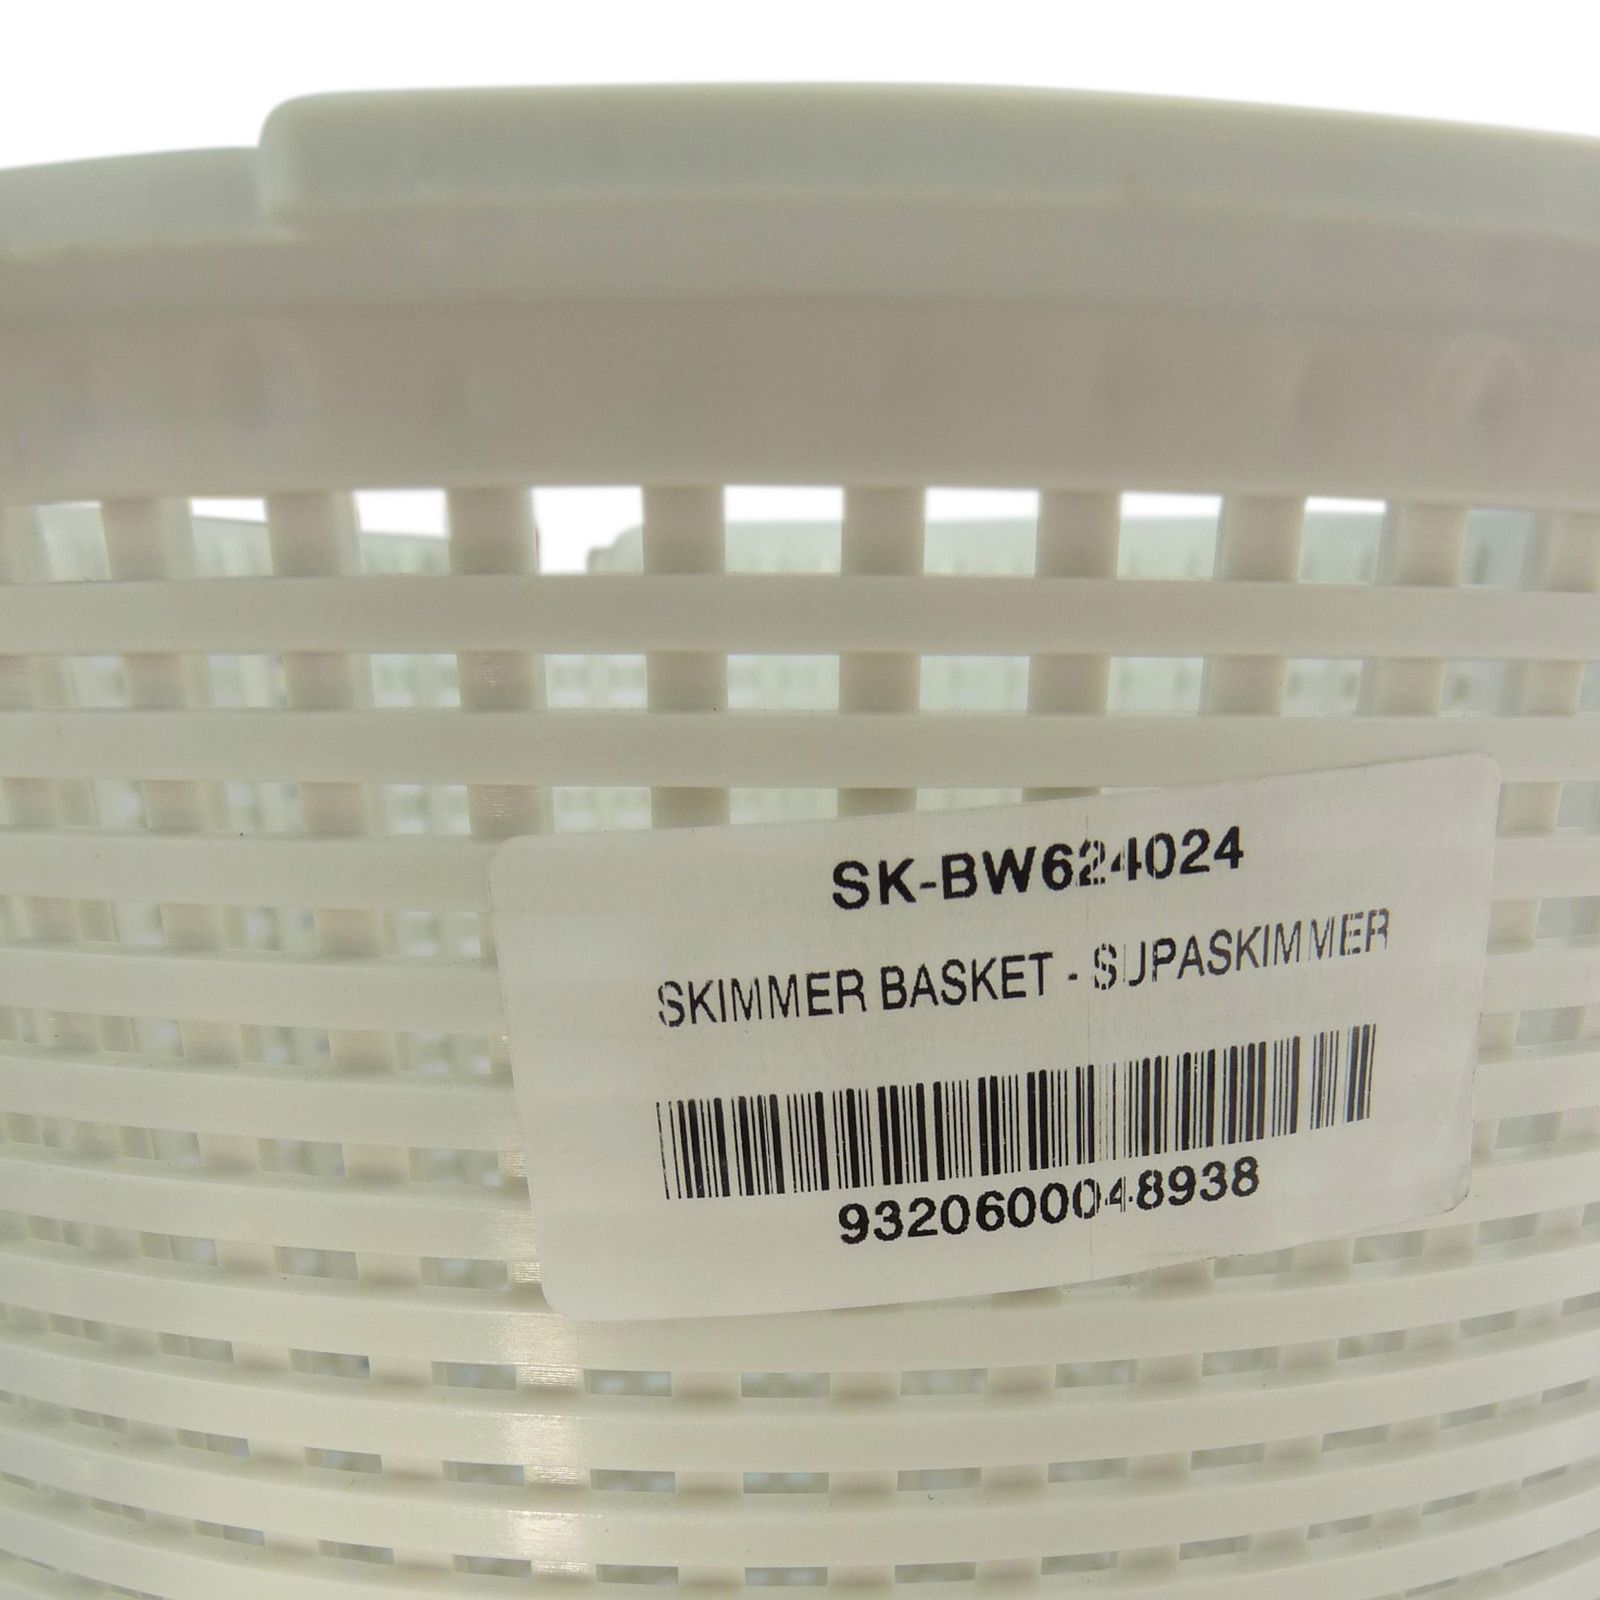 SK-BW624024
SKIMMER BASKET - SUPASKIMMER
9320600048938